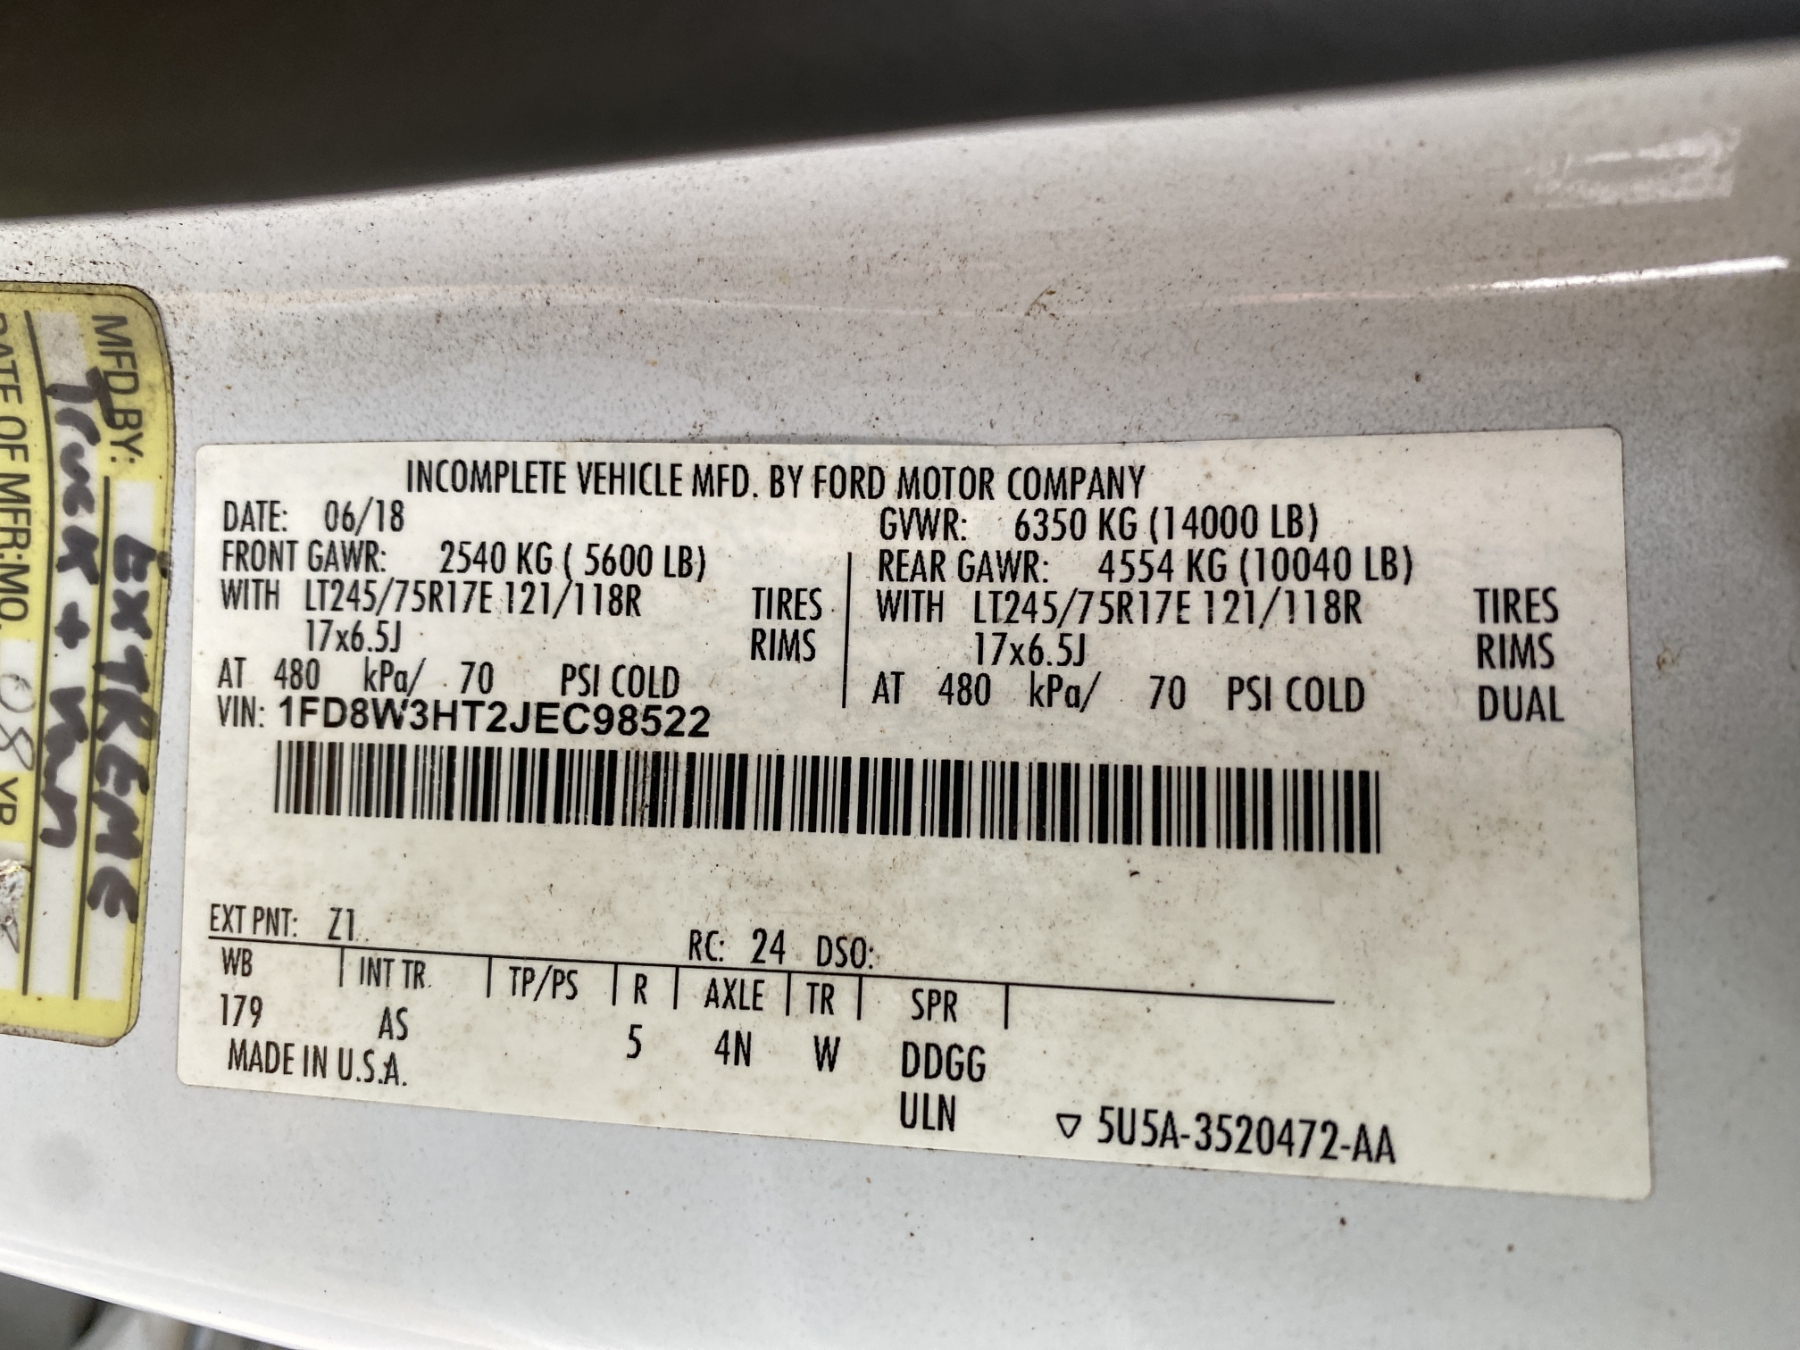 INCOMPLETE VEHICLE MFD. BY FORD MOTOR COMPANY
DATE: 06/18 GVWR: 6350 KG (14000 LB)
FRONT GAWR: 2540 KG ( 5600 LB) REAR GAWR: 4554 KG (10040 LB)
WITH LT245/75R17E 121/118R TIRES WITH LT245/75R17E 121/118R TIRES
17x6.5J RIMS 17x6.5J RIMS
AT 480 kPa/ 70 PSI COLD AT 480 kPa/ 70 PSI COLD DUAL
VIN: 1FD8W3HT2JEC98522
EXT PNT: Z1 RC: 24 DSO:
WB INT TR TP/PS R AXLE TR SPR
179 AS 5 4N W DDGG
MADE IN U.S.A. ULN
5U5A-3520472-AA
MFD BY: EXTREME
Truck + Van
DATE OF MFR:MO. 08 YR